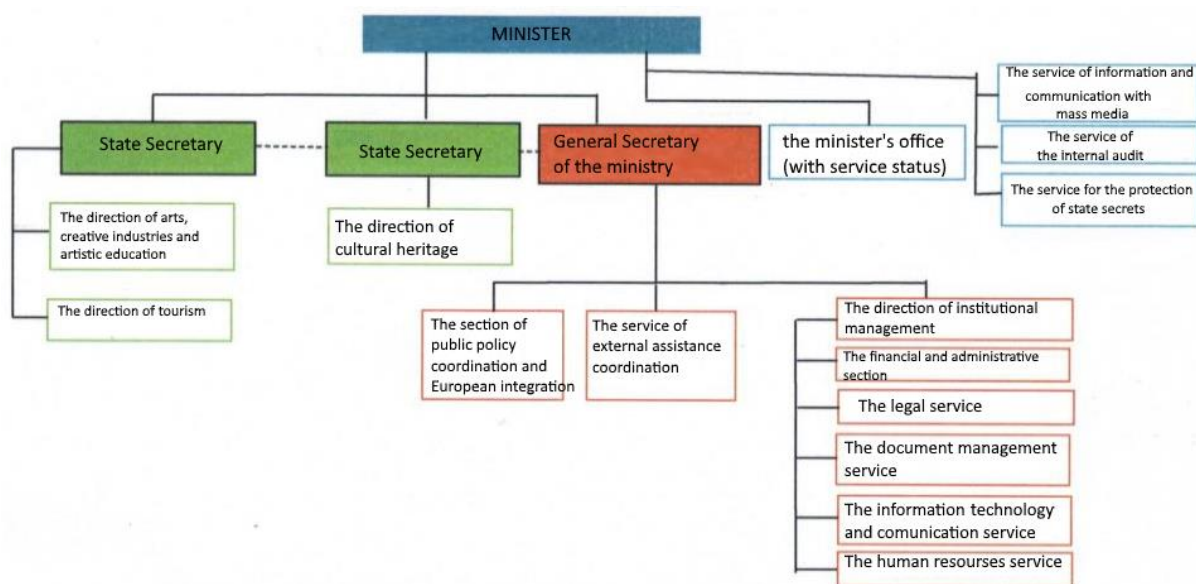 MINISTER
The service of information and
communication with
mass media
State Secretary
State Secretary
General Secretary
of the ministry
the minister's office
(with service status)
The service of
the internal audit
The service for the protection
of state secrets
The direction of arts,
creative industries and
artistic education
The direction of
cultural heritage
The direction of tourism
The section of
public policy
coordination and
European integration
The service of
external assistance
coordination
The direction of institutional
management
The financial and administrative
section
The legal service
The document management
service
The information technology
and comunication service
The human resourses service